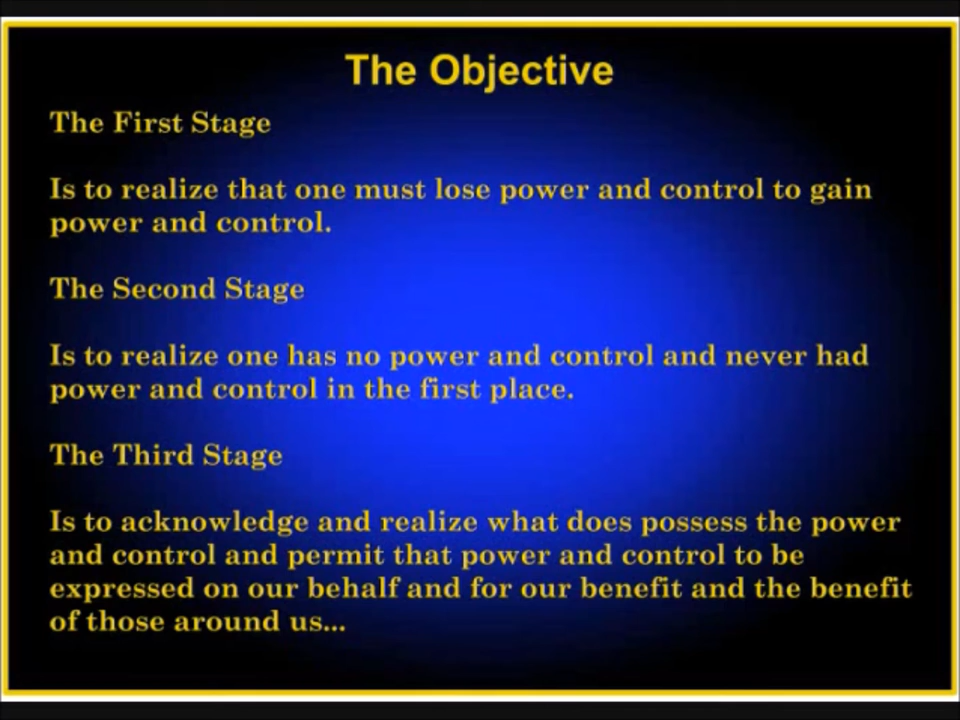 The Objective
The First Stage
Is to realize that one must lose power and control to gain
power and control.
The Second Stage
Is to realize one has no power and control and never had
power and control in the first place.
The Third Stage
Is to acknowledge and realize what does possess the power
and control and permit that power and control to be
expressed on our behalf and for our benefit and the benefit
of those around us...